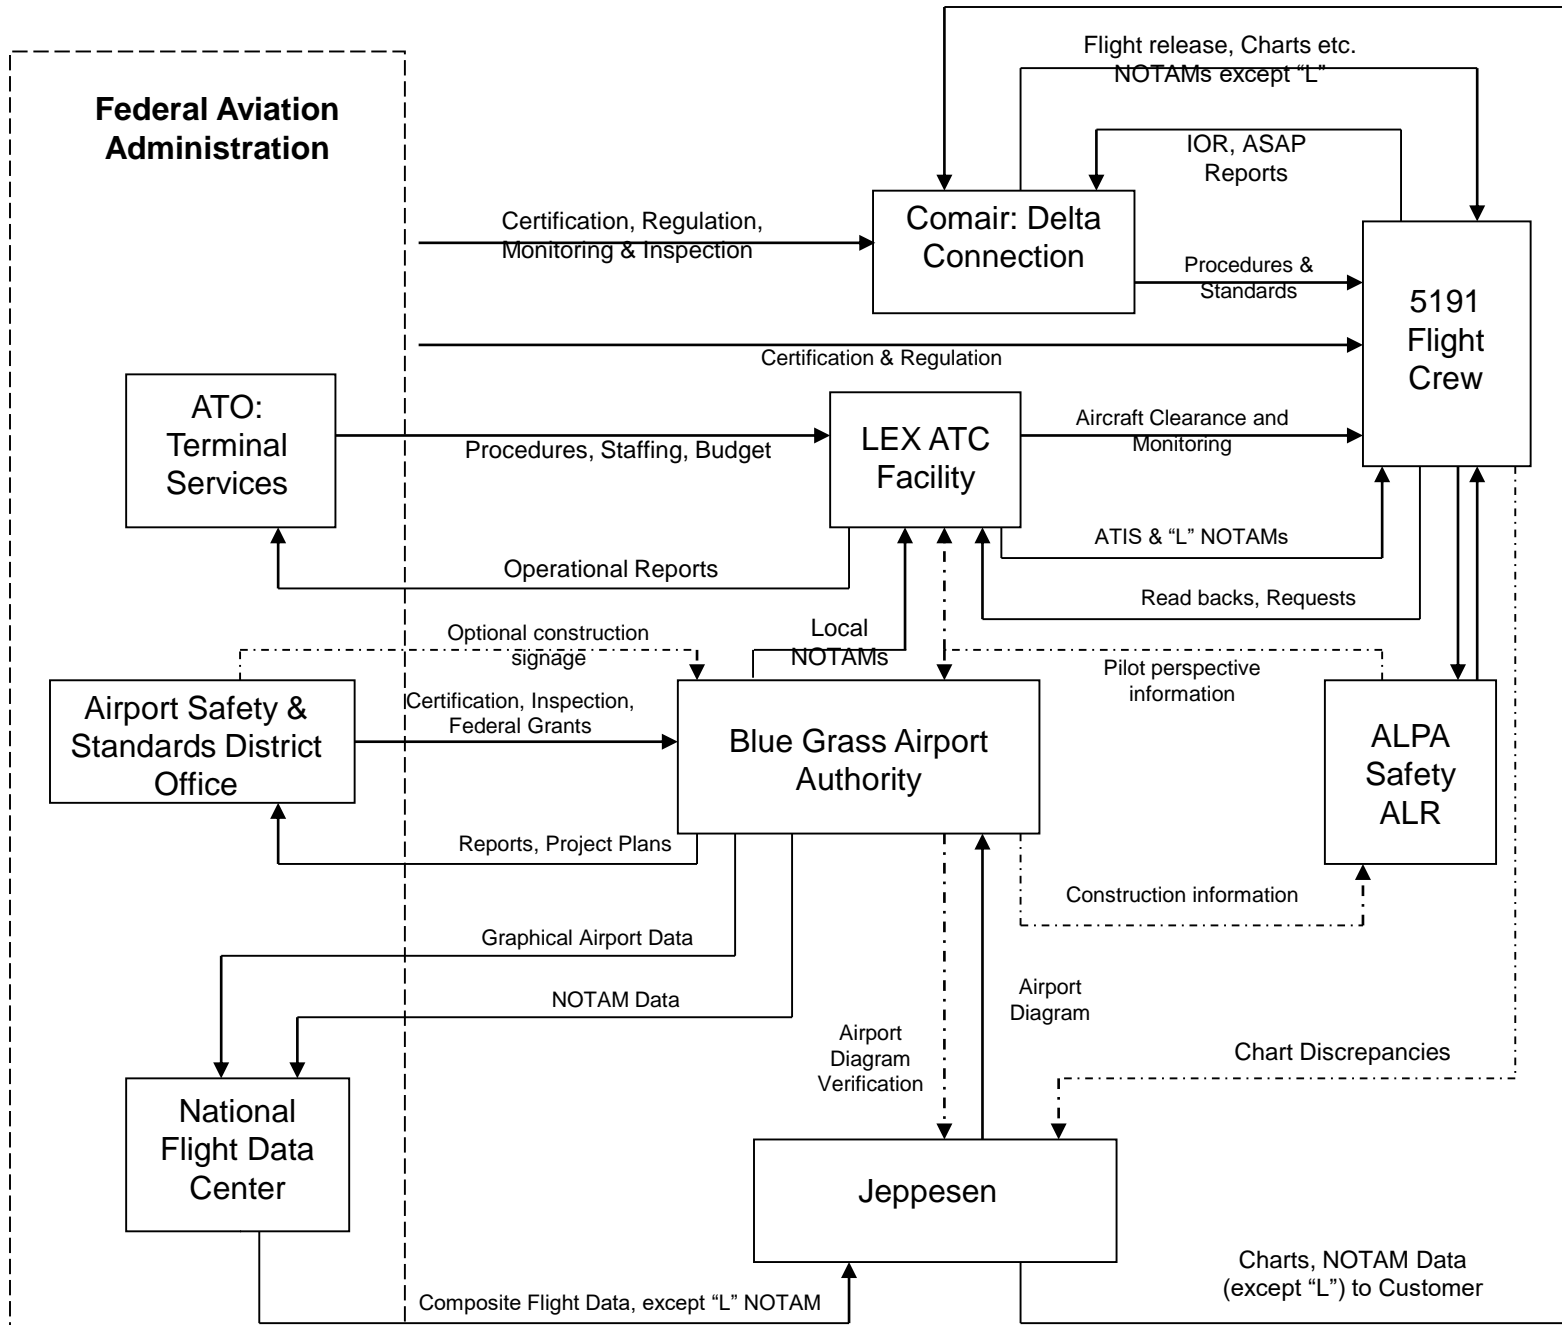 Flight release, Charts etc.
NOTAMs except “L”
Federal Aviation
Administration
IOR, ASAP
Reports
Certification, Regulation,
Monitoring & Inspection
Comair: Delta
Connection
Procedures &
Standards
5191
Flight
Crew
Certification & Regulation
ATO:
Terminal
Services
Procedures, Staffing, Budget
LEX ATC
Facility
Aircraft Clearance and
Monitoring
ATIS & “L” NOTAMs
Operational Reports
Read backs, Requests
Optional construction
signage
Local
NOTAMs
Pilot perspective
information
Airport Safety &
Standards District
Office
Certification, Inspection,
Federal Grants
Blue Grass Airport
Authority
ALPA
Safety
ALR
Reports, Project Plans
Construction information
Graphical Airport Data
NOTAM Data
Airport
Diagram
Airport
Diagram
Verification
Chart Discrepancies
National
Flight Data
Center
Jeppesen
Charts, NOTAM Data
(except “L”) to Customer
Composite Flight Data, except “L” NOTAM